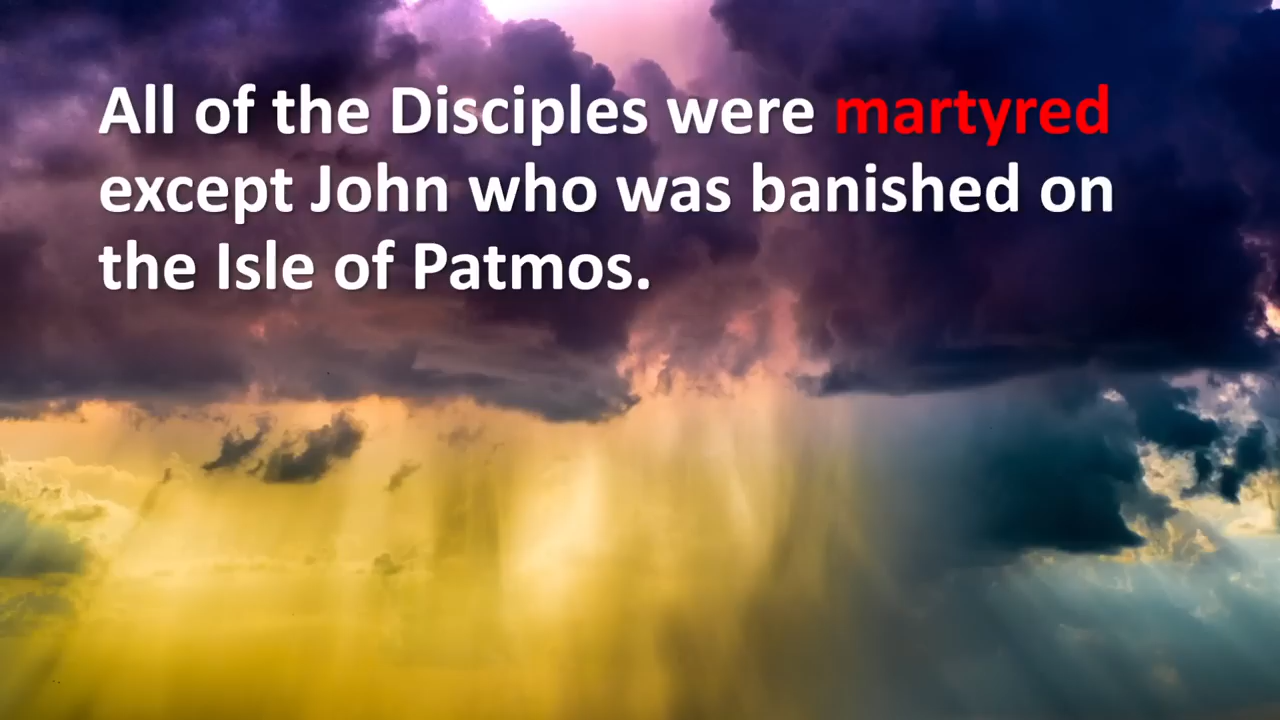 All of the Disciples were martyred
except John who was banished on
the Isle of Patmos.